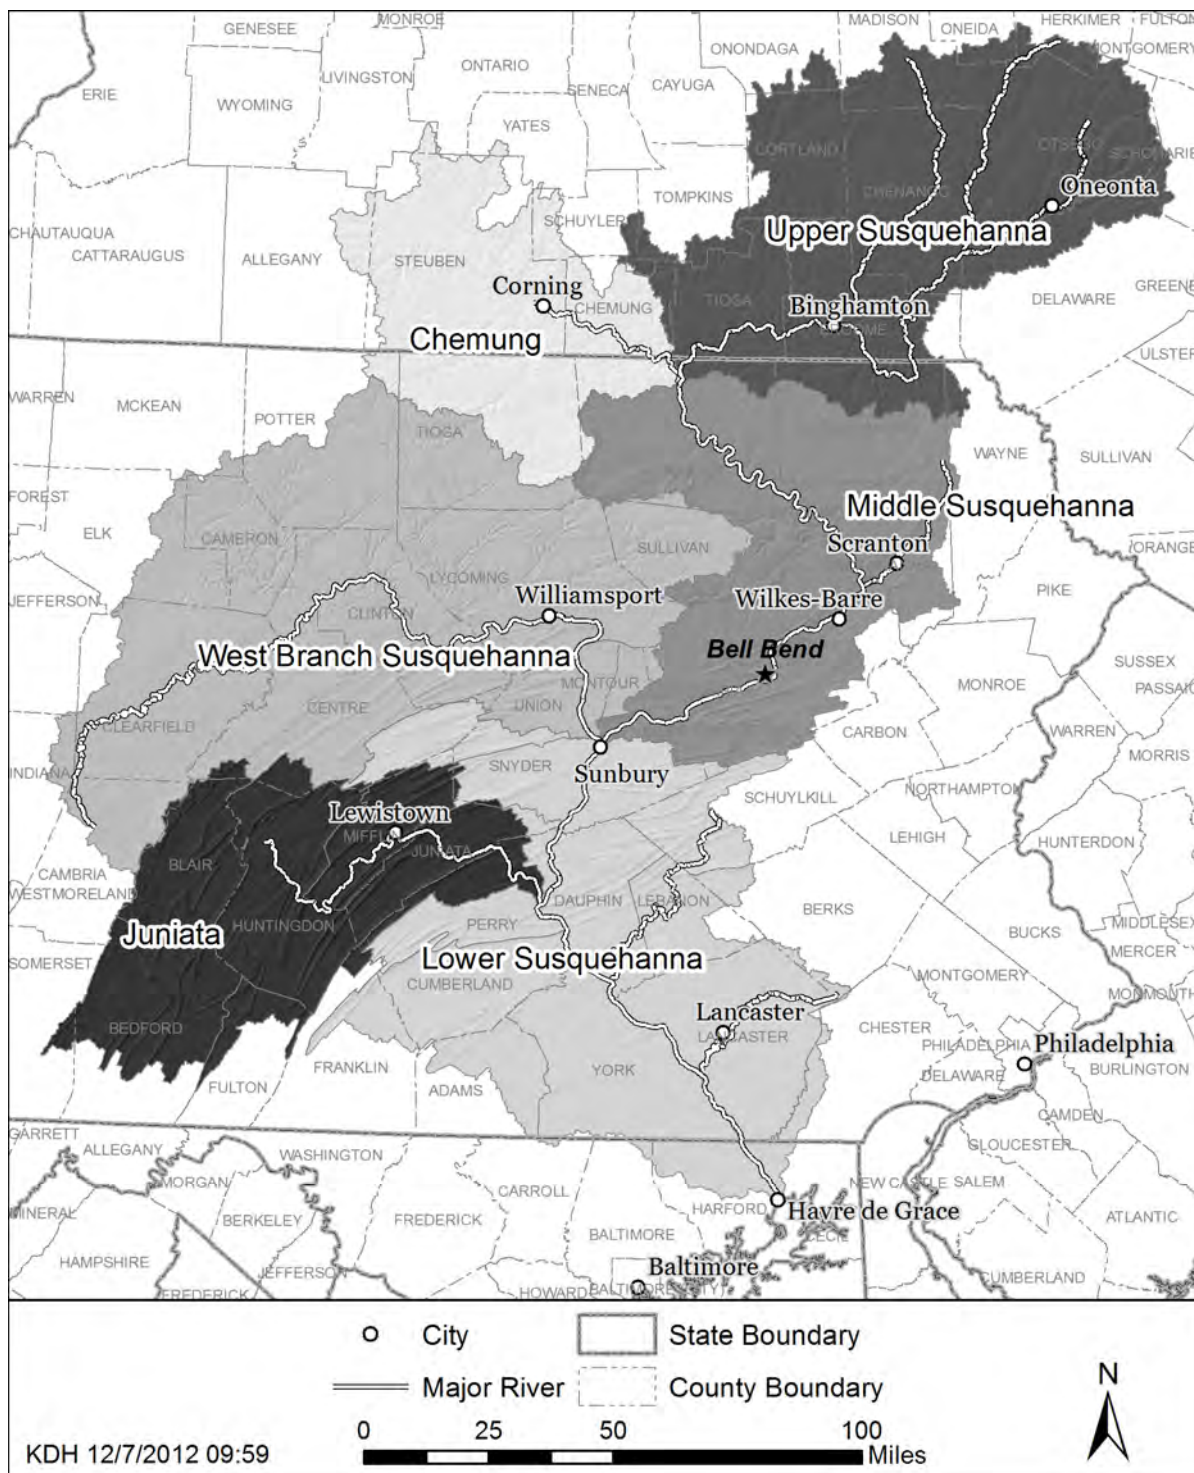 MONROE
MADISON
HERKIMER
FULTON
GENESEE
ONEIDA
ONONDAGA
MONTGOMERY
ONTARIO
LIVINGSTON
CAYUGA
SENECA
ERIE
WYOMING
YATES
CORTLAND
OTSEGO
SCHOHARIE
TOMPKINS
CHENANGO
Oneonta
SCHUYLER
Upper Susquehanna
CHAUTAUQUA
CATTARAUGUS
ALLEGANY
STEUBEN
Corning
CHEMUNG
TIOGA
Binghamton
BROOME
DELAWARE
GREENE
Chemung
ULSTER
WARREN
MCKEAN
POTTER
TIOGA
WAYNE
SULLIVAN
FOREST
Middle Susquehanna
ELK
CAMERON
SULLIVAN
Scranton
ORANGE
LYCOMING
JEFFERSON
Williamsport
Wilkes-Barre
PIKE
CLINTON
Bell Bend
West Branch Susquehanna
SUSSEX
MONTOUR
MONROE
PASSAIC
CENTRE
UNION
CLEARFIELD
CARBON
WARREN
MORRIS
INDIANA
SNYDER
Sunbury
NORTHAMPTON
SCHUYLKILL
Lewistown
MIFFLIN
LEHIGH
HUNTERDON
JUNIATA
BLAIR
CAMBRIA
WESTMORELAND
DAUPHIN
LEBANON
BERKS
HUNTINGDON
PERRY
MIDDLESEX
Juniata
BUCKS
MERCER
SOMERSET
Lower Susquehanna
CUMBERLAND
MONTGOMERY
MONMOUTH
Lancaster
BEDFORD
LANCASTER
CHESTER
PHILADELPHIA
Philadelphia
FRANKLIN
YORK
DELAWARE
BURLINGTON
FULTON
ADAMS
CAMDEN
GARRETT
ALLEGANY
WASHINGTON
GLOUCESTER
MORGAN
CARROLL
NEW CASTLE
SALEM
MINERAL
BERKELEY
FREDERICK
HARFORD
Havre de Grace
ATLANTIC
BALTIMORE
CECIL
HAMPSHIRE
JEFFERSON
Baltimore
CUMBERLAND
FREDERICK
HOWARD
BALTIMORE (CITY)
City
State Boundary
Major River
County Boundary
N
0 25 50 100
Miles
KDH 12/7/2012 09:59